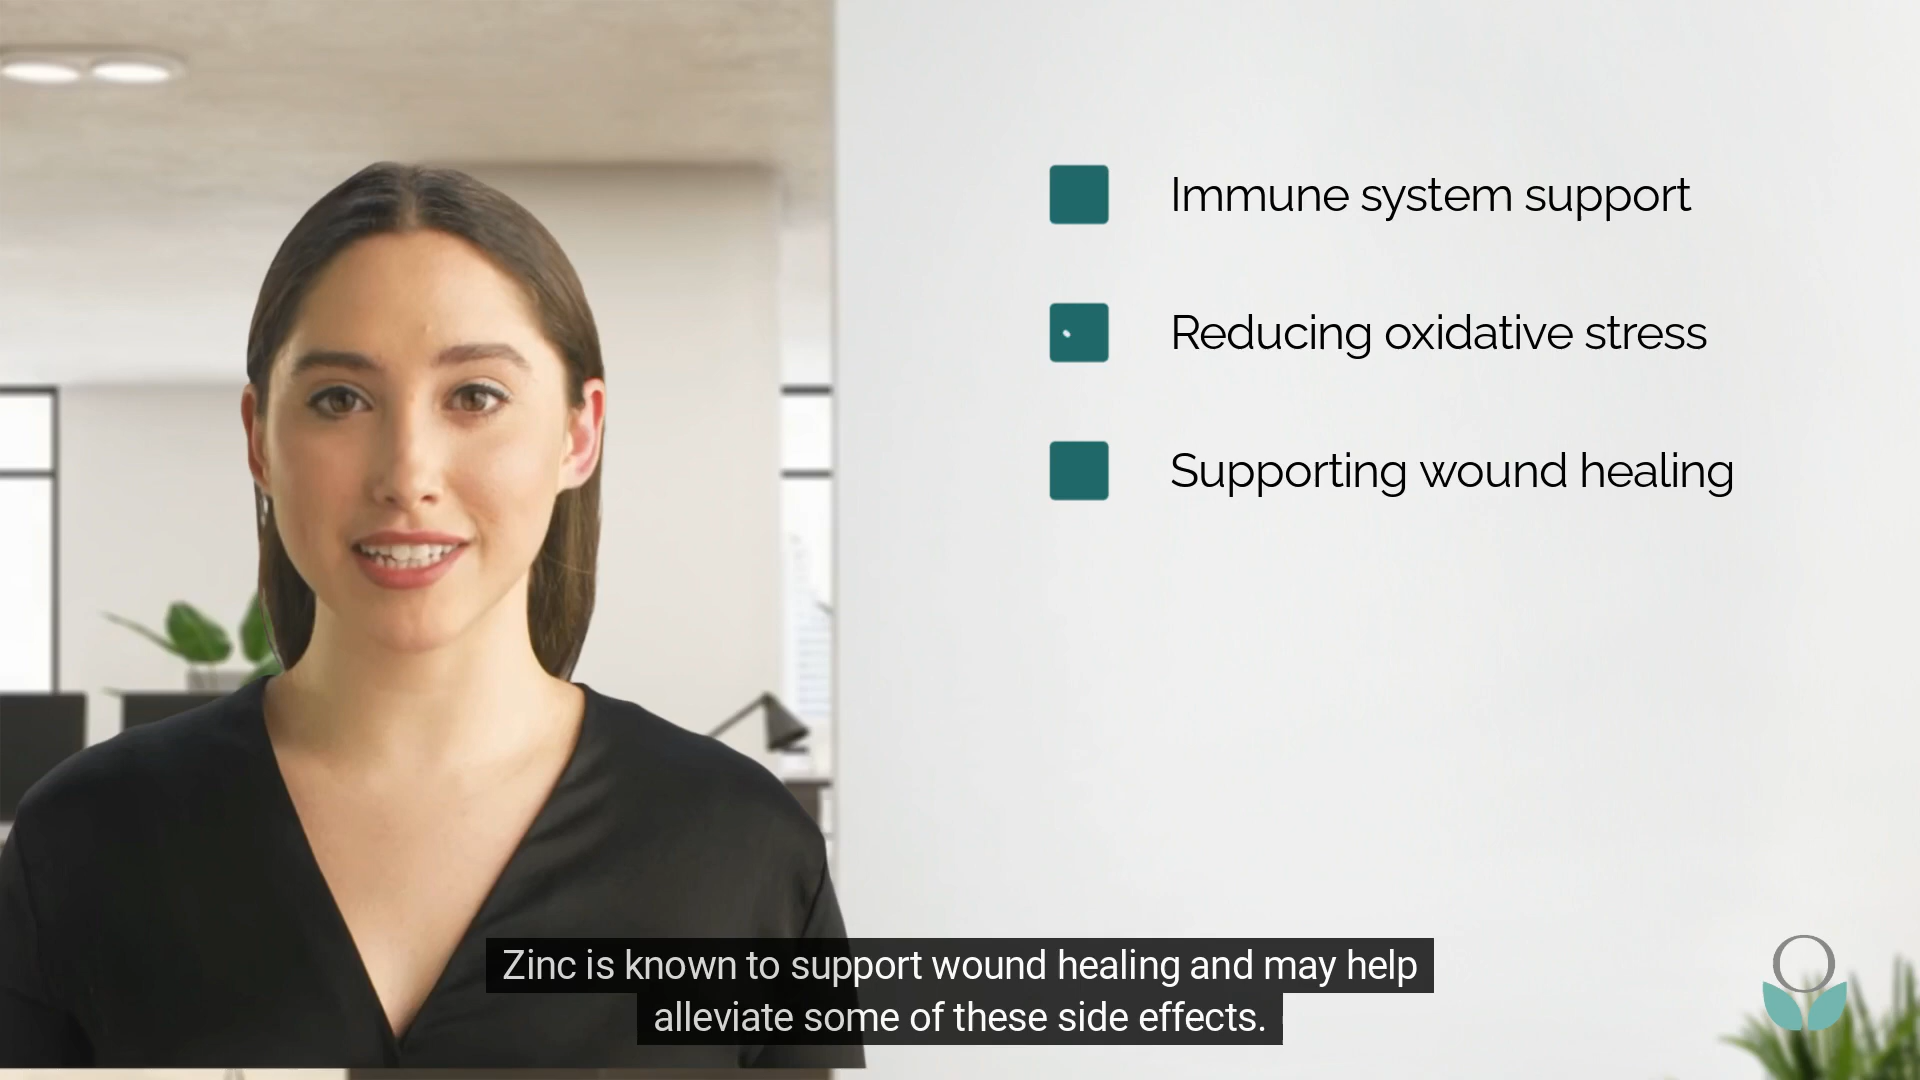 Immune system support
Reducing oxidative stress
Supporting wound healing
Zinc is known to support wound healing and may help
alleviate some of these side effects.